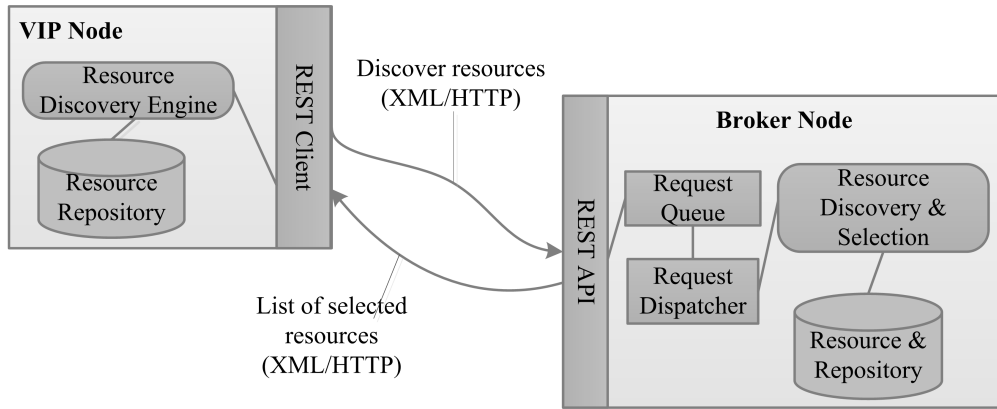 VIP Node
Resource
Discovery Engine
Resource
Repository
REST Client
Discover resources
(XML/HTTP)
List of selected
resources
(XML/HTTP)
Broker Node
REST API
Request
Queue
Request
Dispatcher
Resource
Discovery &
Selection
Resource &
Repository